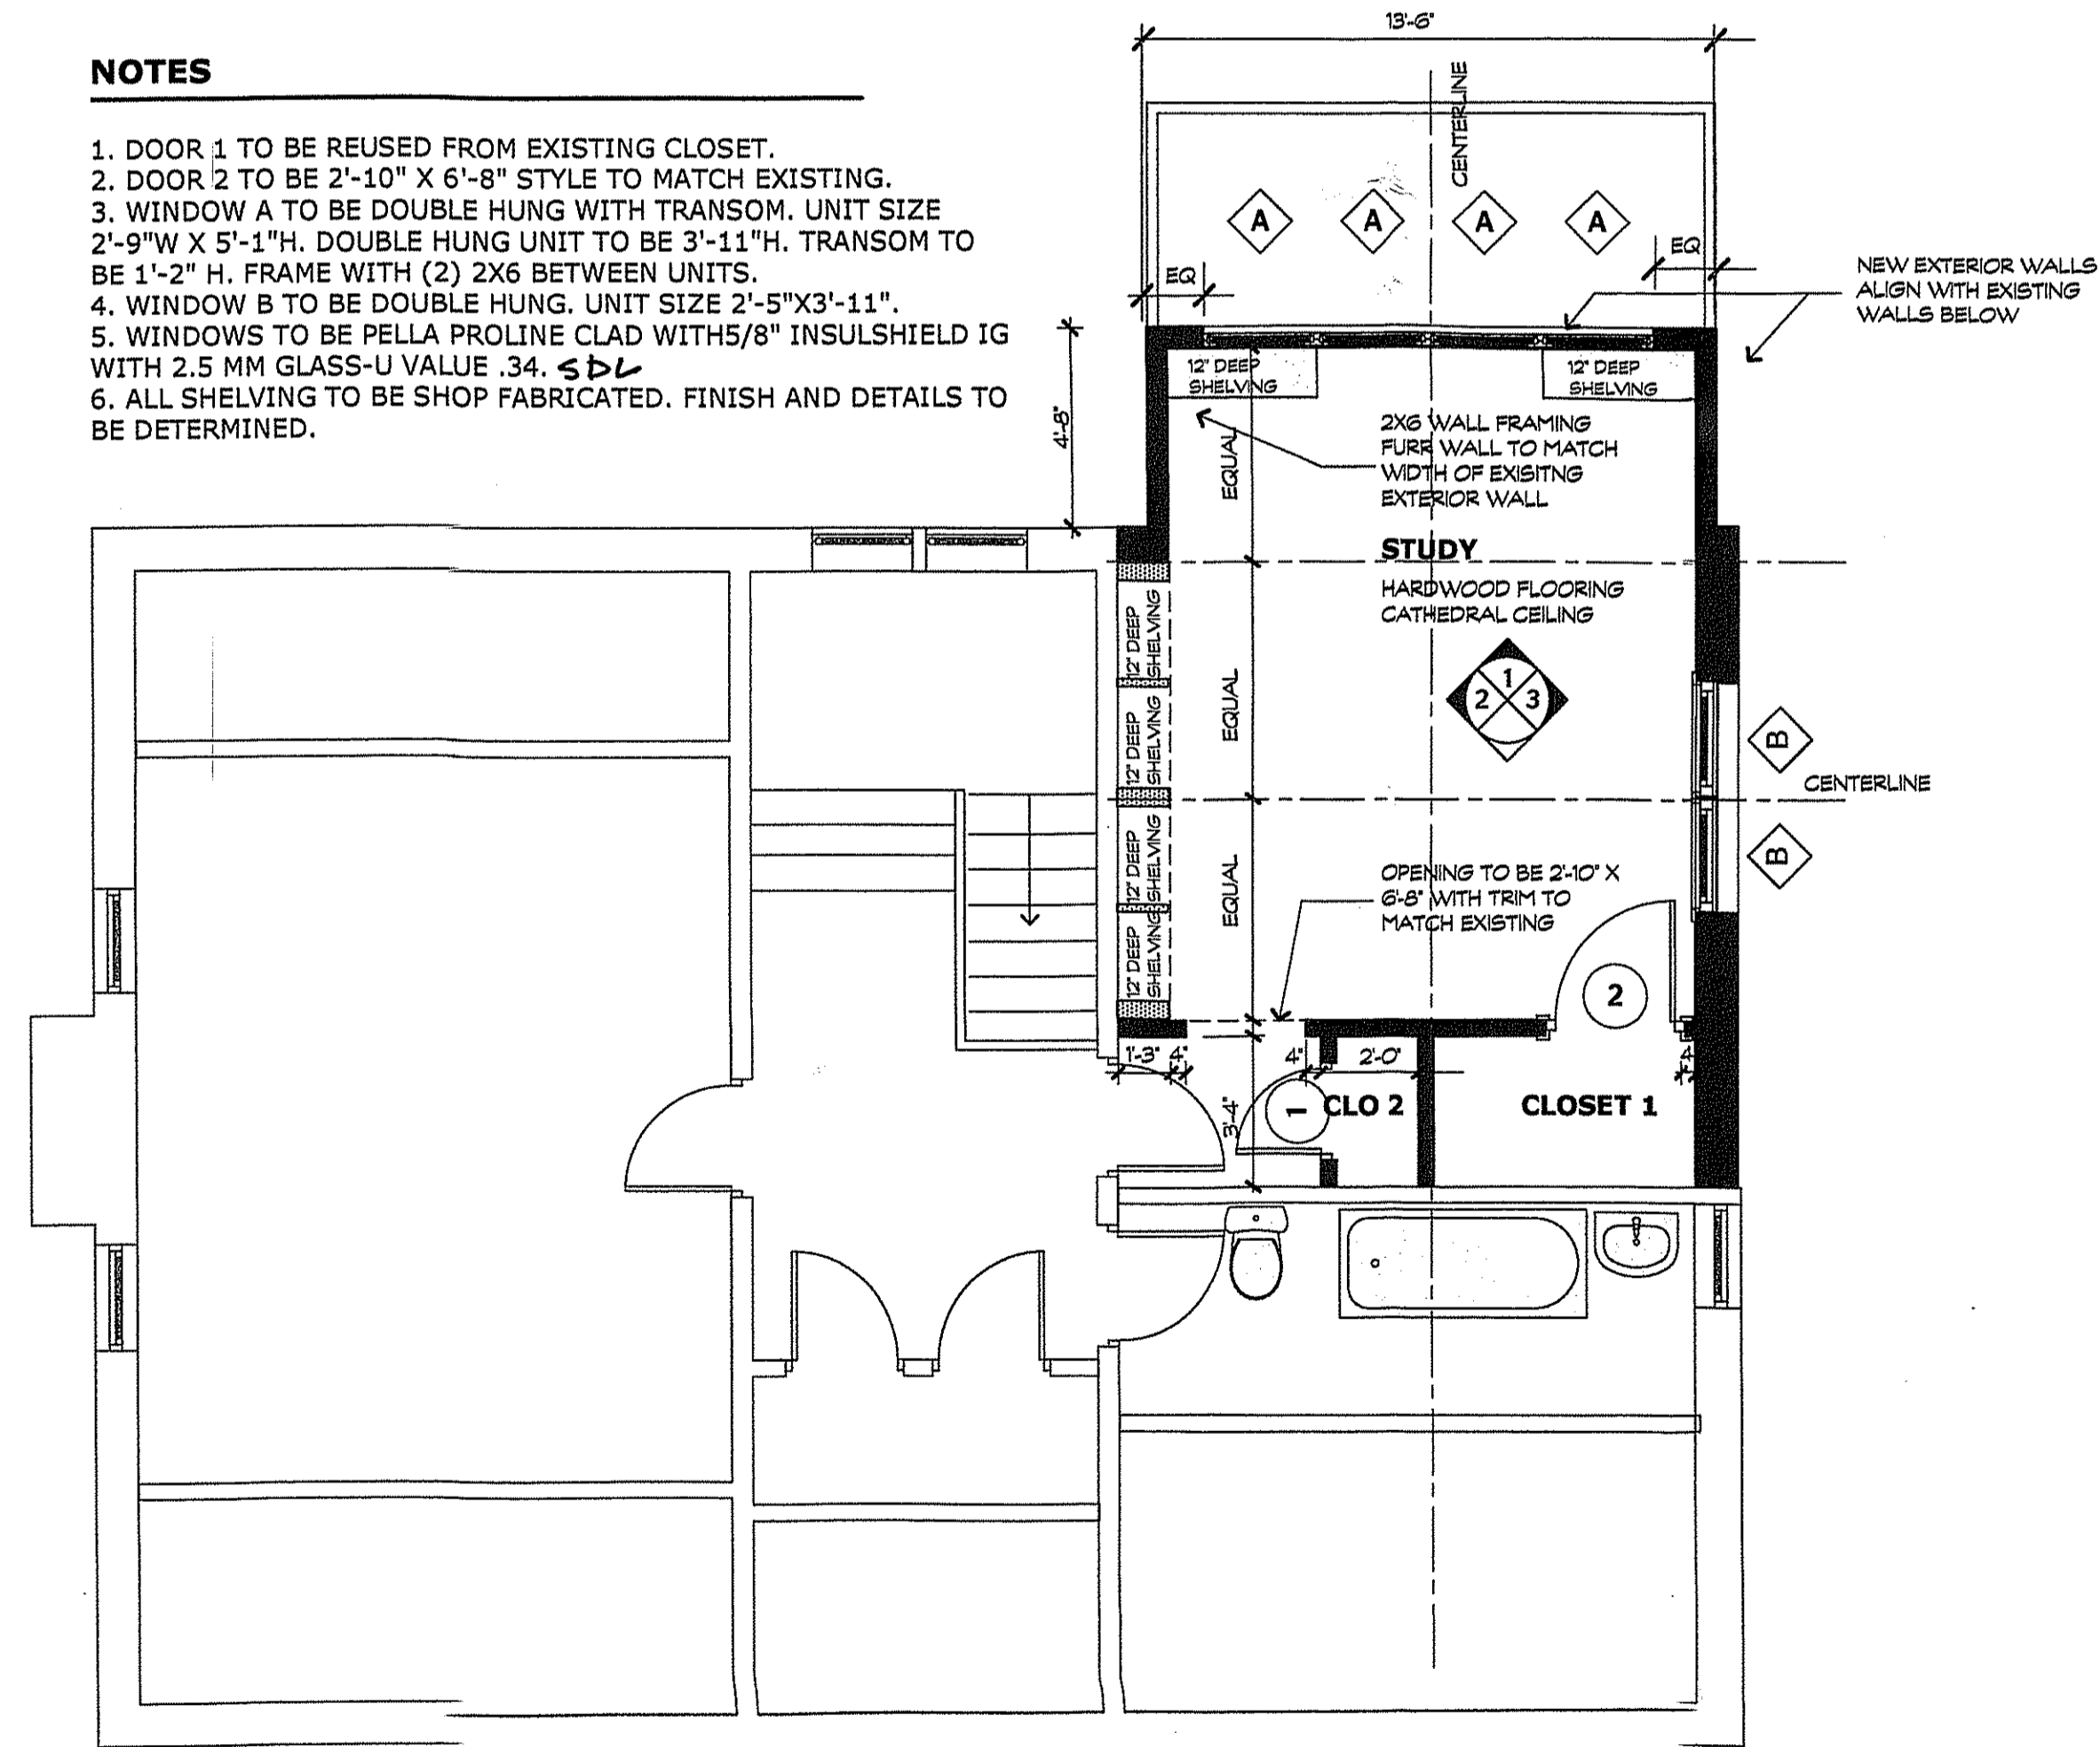 NOTES
1. DOOR 1 TO BE REUSED FROM EXISTING CLOSET.
2. DOOR 2 TO BE 2'-10" X 6'-8" STYLE TO MATCH EXISTING.
3. WINDOW A TO BE DOUBLE HUNG WITH TRANSOM. UNIT SIZE
2'-9"W X 5'-1"H. DOUBLE HUNG UNIT TO BE 3'-11"H. TRANSOM TO
BE 1'-2" H. FRAME WITH (2) 2X6 BETWEEN UNITS.
4. WINDOW B TO BE DOUBLE HUNG. UNIT SIZE 2'-5"X3'-11".
5. WINDOWS TO BE PELLA PROLINE CLAD WITH5/8" INSULSHIELD IG
WITH 2.5 MM GLASS-U VALUE .34. SDL
6. ALL SHELVING TO BE SHOP FABRICATED. FINISH AND DETAILS TO
BE DETERMINED.
13'-6"
CENTERLINE
A
A
A
A
EQ
EQ
NEW EXTERIOR WALLS
ALIGN WITH EXISTING
WALLS BELOW
12" DEEP
SHELVING
12" DEEP
SHELVING
4'-8"
EQUAL
2X6 WALL FRAMING
FURR WALL TO MATCH
WIDTH OF EXISITNG
EXTERIOR WALL
STUDY
HARDWOOD FLOORING
CATHEDRAL CEILING
12" DEEP
SHELVING
12" DEEP
SHELVING
12" DEEP
SHELVING
12" DEEP
SHELVING
EQUAL
1
2
3
B
CENTERLINE
B
EQUAL
OPENING TO BE 2'-10" X
6'-8" WITH TRIM TO
MATCH EXISTING
2
1'-3"
4"
4"
2'-0"
4
3'-4"
1
CLO 2
CLOSET 1